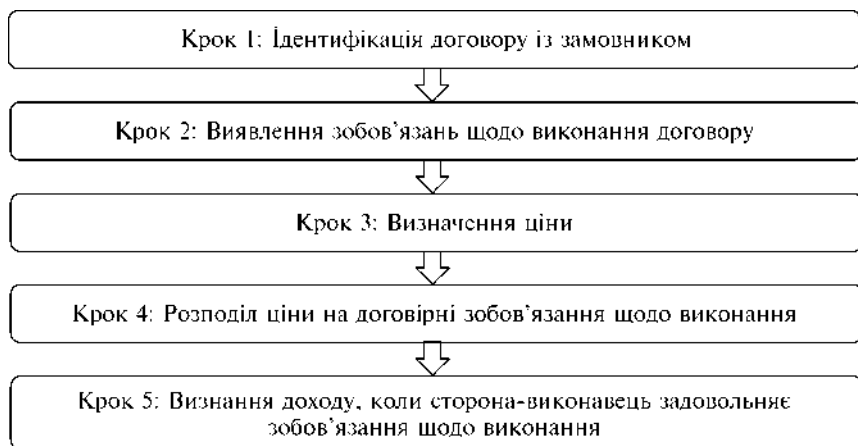 Крок 1: Ідентифікація договору із замовником
Крок 2: Виявлення зобов’язань щодо виконання договору
Крок 3: Визначення ціни
Крок 4: Розподіл ціни на договірні зобов’язання щодо виконання
Крок 5: Визнання доходу, коли сторона-виконавець задовольняє
зобов’язання щодо виконання